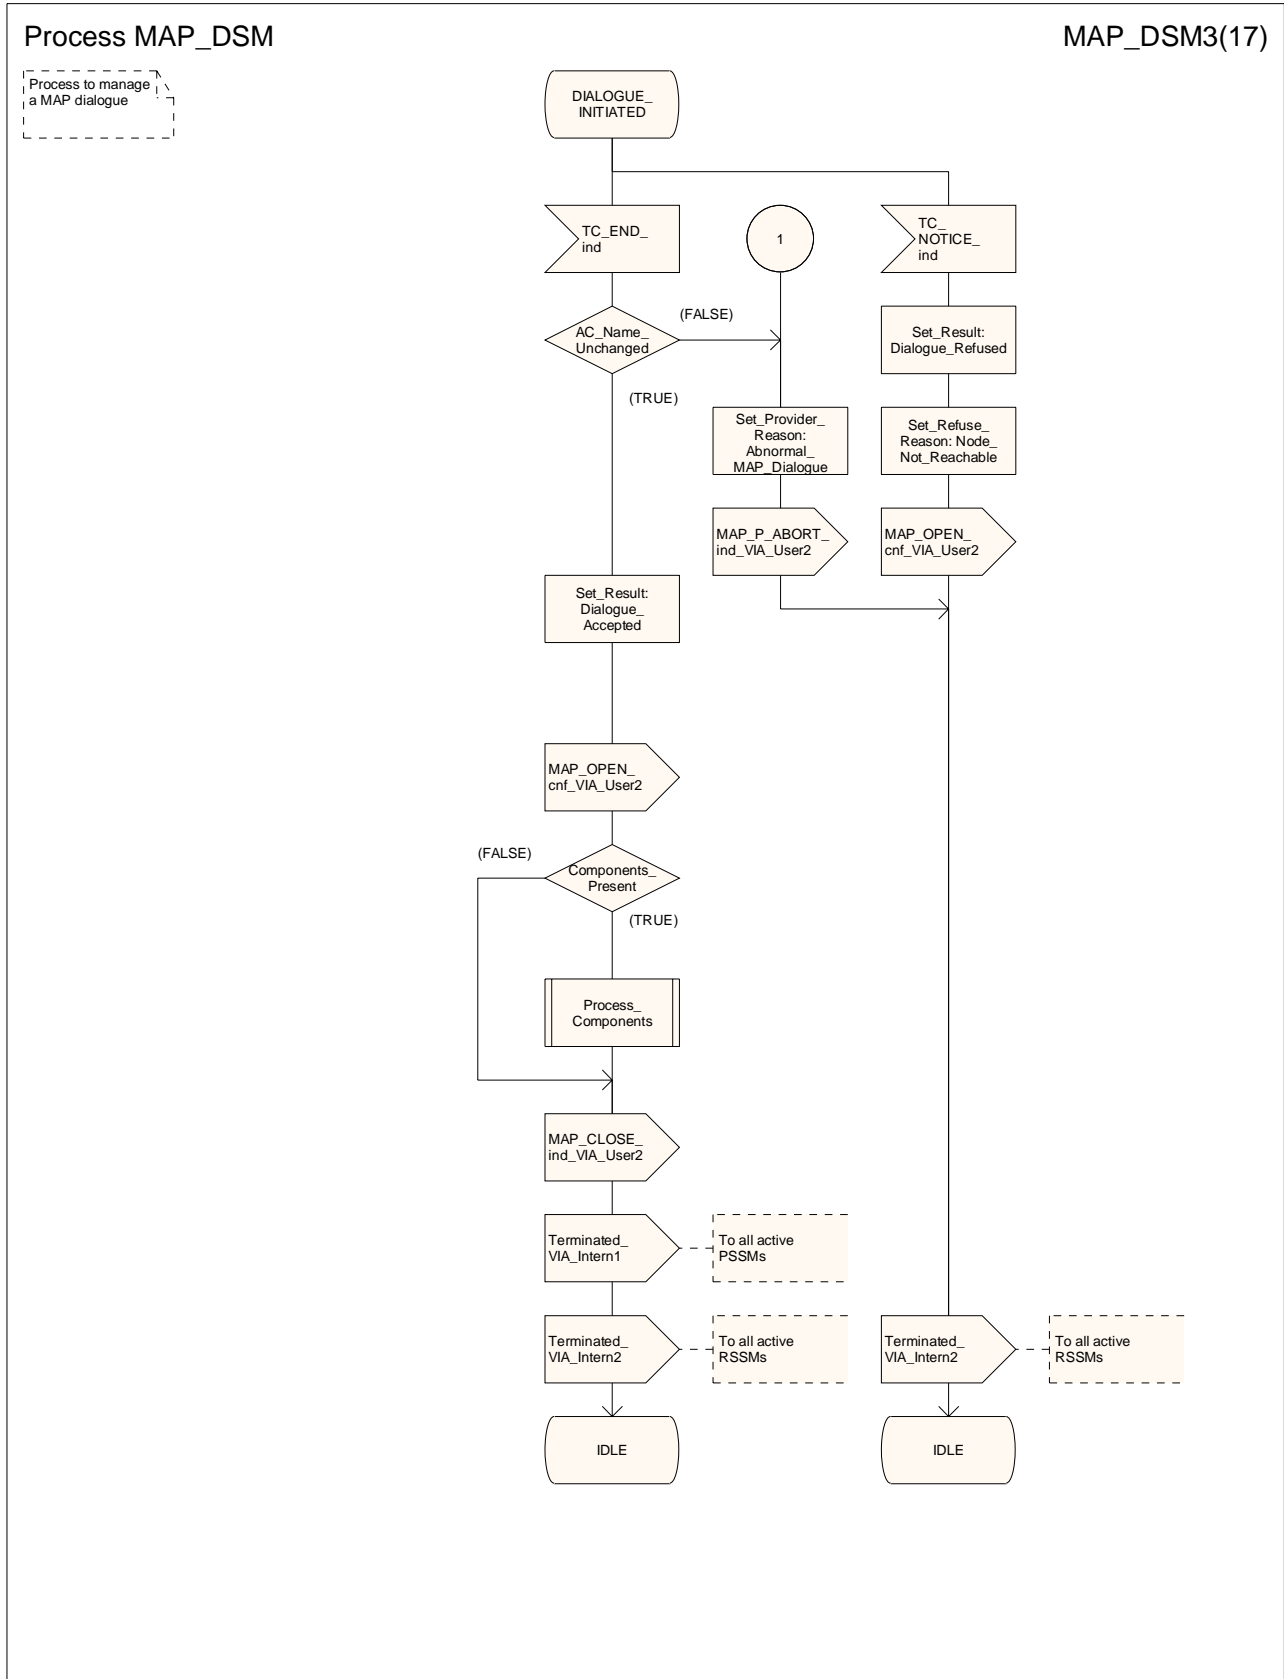 Process MAP_DSM
MAP_DSM3(17)
Process to manage
a MAP dialogue
DIALOGUE_
INITIATED
TC_END_
ind
1
TC_
NOTICE_
ind
AC_Name_
Unchanged
(FALSE)
(TRUE)
Set_Result:
Dialogue_Refused
Set_Provider_
Reason:
Abnormal_
MAP_Dialogue
Set_Refuse_
Reason: Node_
Not_Reachable
MAP_P_ABORT_
ind_VIA_User2
MAP_OPEN_
cnf_VIA_User2
Set_Result:
Dialogue_
Accepted
MAP_OPEN_
cnf_VIA_User2
(FALSE)
Components_
Present
(TRUE)
Process_
Components
MAP_CLOSE_
ind_VIA_User2
Terminated_
VIA_Intern1
To all active
PSSMs
Terminated_
VIA_Intern2
To all active
RSSMs
Terminated_
VIA_Intern2
To all active
RSSMs
IDLE
IDLE